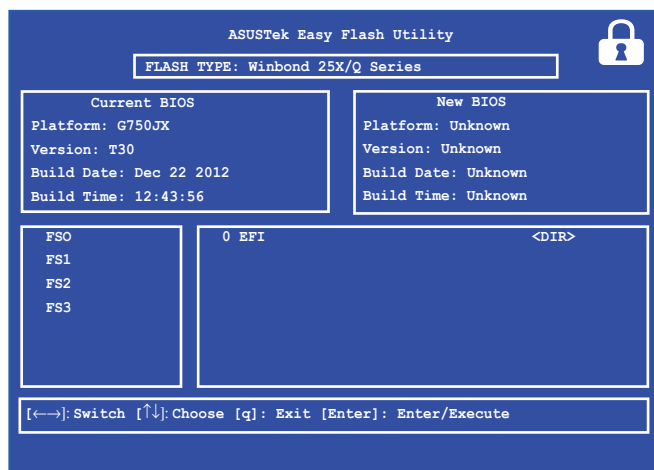 ASUSTek Easy Flash Utility
FLASH TYPE: Winbond 25X/Q Series
Current BIOS
Platform: G750JX
Version: T30
Build Date: Dec 22 2012
Build Time: 12:43:56
New BIOS
Platform: Unknown
Version: Unknown
Build Date: Unknown
Build Time: Unknown
FSO
FS1
FS2
FS3
0 EFI <DIR>
[←→]: Switch [↑↓]: Choose [q]: Exit [Enter]: Enter/Execute